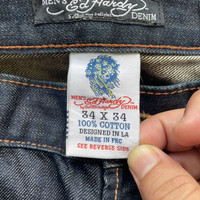 MEN'S Ed Hardy DENIM
MEN'S Ed Hardy DENIM
34 X 34
100% COTTON
DESIGNED IN LA
MADE IN PRC
SEE REVERSE SIDE